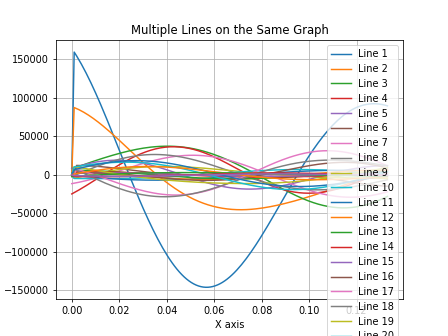 Multiple Lines on the Same Graph
150000
100000
50000
0
−50000
−100000
−150000
0.00
0.02
0.04
0.06
0.08
0.10
X axis
Line 1
Line 2
Line 3
Line 4
Line 5
Line 6
Line 7
Line 8
Line 9
Line 10
Line 11
Line 12
Line 13
Line 14
Line 15
Line 16
Line 17
Line 18
Line 19
Line 20